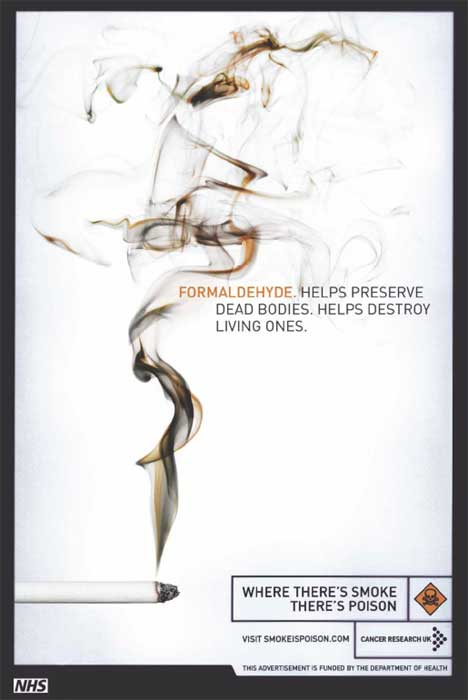 FORMALDEHYDE. HELPS PRESERVE
DEAD BODIES. HELPS DESTROY
LIVING ONES.
WHERE THERE'S SMOKE
THERE'S POISON
VISIT SMOKEISPOISON.COM
CANCER RESEARCH UK
THIS ADVERTISEMENT IS FUNDED BY THE DEPARTMENT OF HEALTH
NHS